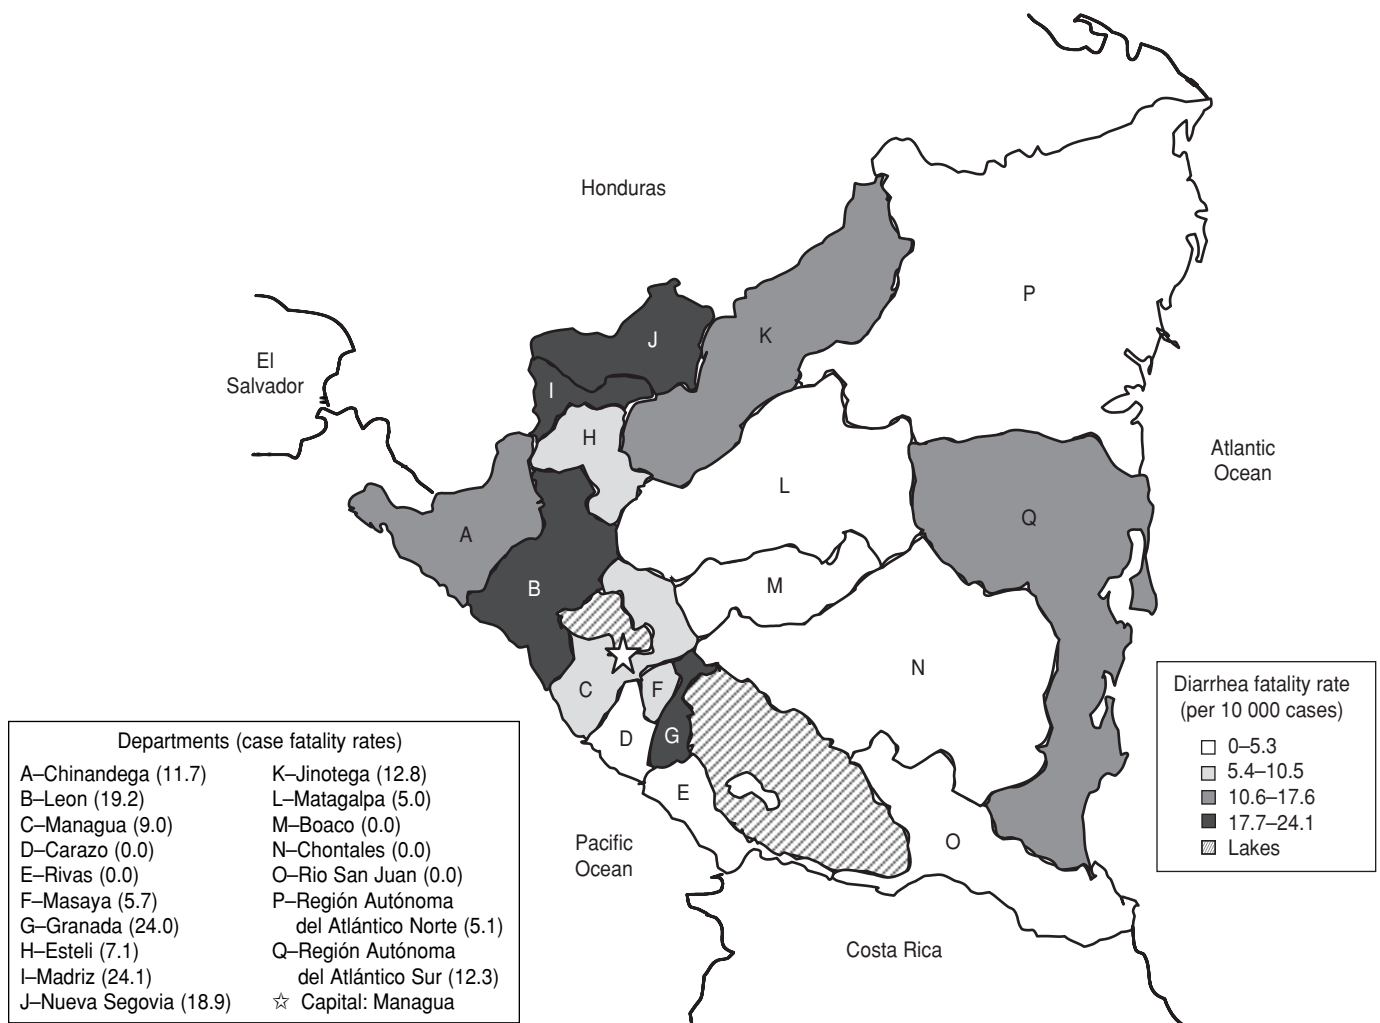 Honduras
P
J
K
El
Salvador
I
H
Atlantic
Ocean
L
Q
A
B
M
N
C
F
D
G
E
O
Pacific
Ocean
Costa Rica
Diarrhea fatality rate
(per 10 000 cases)
0–5.3
5.4–10.5
10.6–17.6
17.7–24.1
Lakes
Departments (case fatality rates)
A–Chinandega (11.7)
B–Leon (19.2)
C–Managua (9.0)
D–Carazo (0.0)
E–Rivas (0.0)
F–Masaya (5.7)
G–Granada (24.0)
H–Esteli (7.1)
I–Madriz (24.1)
J–Nueva Segovia (18.9)
K–Jinotega (12.8)
L–Matagalpa (5.0)
M–Boaco (0.0)
N–Chontales (0.0)
O–Rio San Juan (0.0)
P–Región Autónoma
del Atlántico Norte (5.1)
Q–Región Autónoma
del Atlántico Sur (12.3)
☆ Capital: Managua